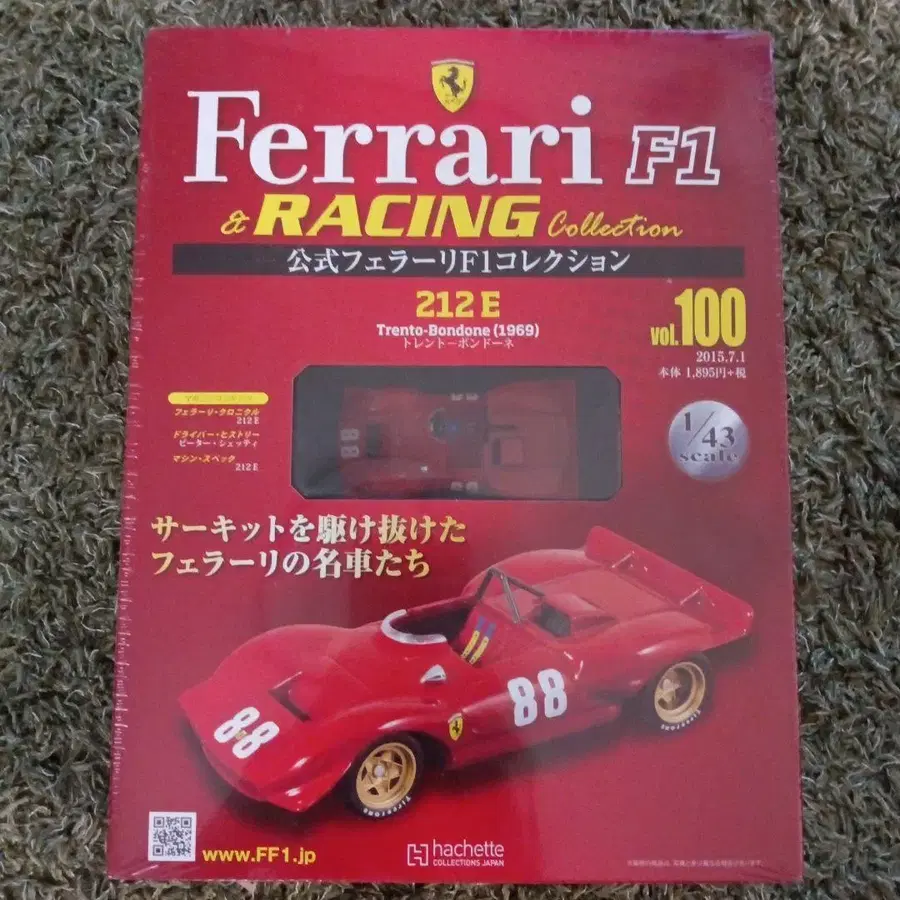 Ferrari F1
& RACING Collection
公式フェラーリF1コレクション
212 E
Trento-Bondone (1969)
トレントーボンドーネ
vol.100
2015.7.1
本体 1,895円+税
フェラーリ・クロニクル
212 E
ドライバー・ヒストリー
ピーター・シェッティ
マシン・スペック
212 E
1/43
scale
88
88
88
サーキットを駆け抜けた
フェラーリの名車たち
88
88
Firestone
Firestone
www.FF1.jp
hachette
COLLECTIONS JAPAN